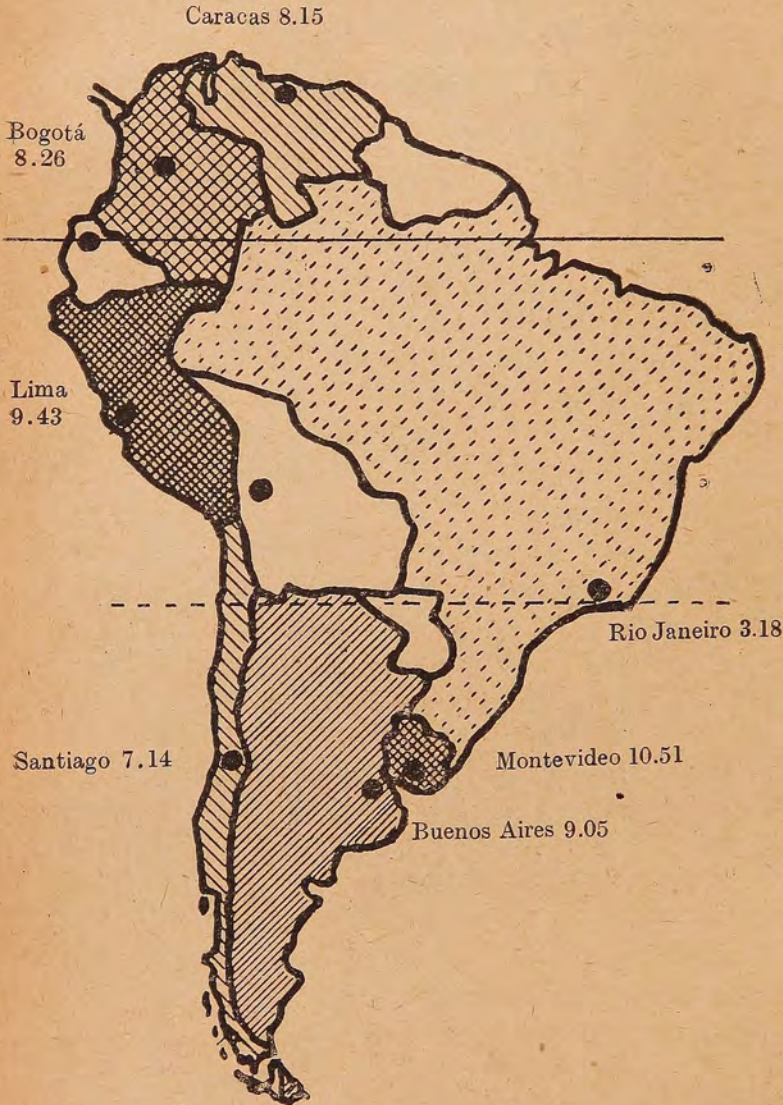 Caracas 8.15
Bogotá
8.26
Lima
9.43
Rio Janeiro 3.18
Santiago 7.14
Montevideo 10.51
Buenos Aires 9.05